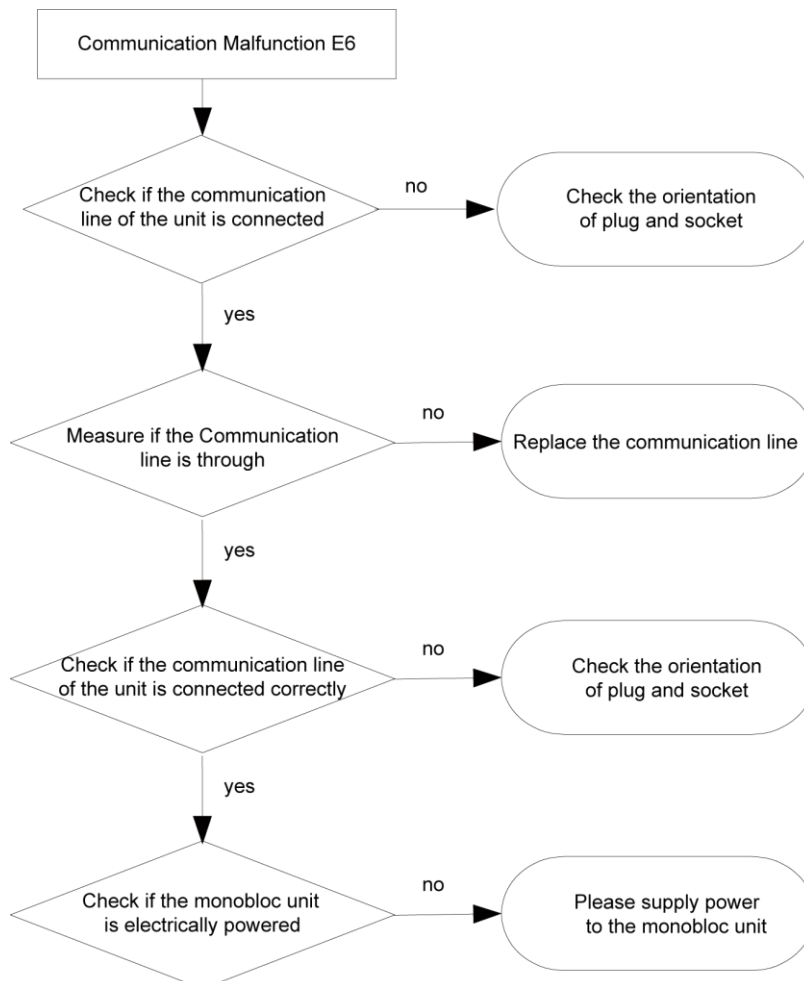 Communication Malfunction E6
Check if the communication
line of the unit is connected
no
Check the orientation
of plug and socket
yes
Measure if the Communication
line is through
no
Replace the communication line
yes
Check if the communication line
of the unit is connected correctly
no
Check the orientation
of plug and socket
yes
Check if the monobloc unit
is electrically powered
no
Please supply power
to the monobloc unit